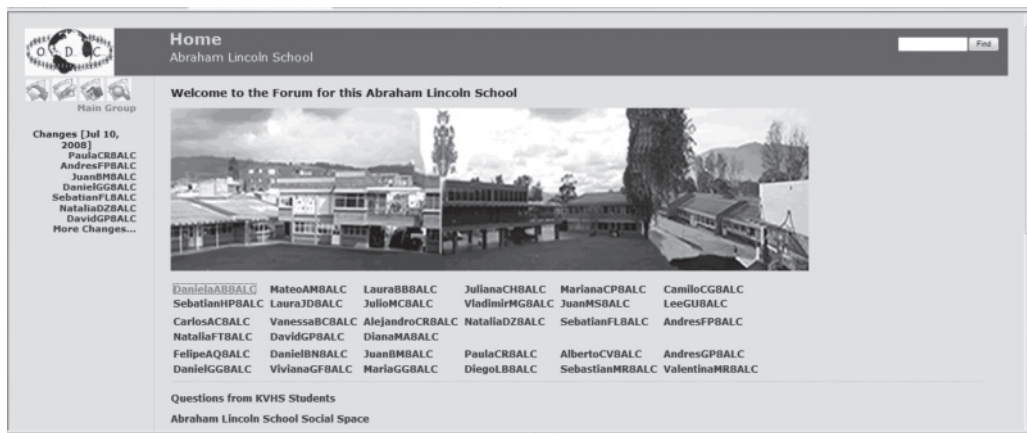 Home
Abraham Lincoln School
Find
O D C
Main Group
Changes [Jul 10,
2008]
PaulaCR8ALC
AndresFP8ALC
JuanBM8ALC
DanielGG8ALC
SebatianFL8ALC
NataliaDZ8ALC
DavidGP8ALC
More Changes...
Welcome to the Forum for this Abraham Lincoln School
DanielaAB8ALC MateoAM8ALC LauraBB8ALC JulianaCH8ALC MarianaCP8ALC CamiloCG8ALC
SebatianHP8ALC LauraJD8ALC JulioMC8ALC VladimirMG8ALC JuanMS8ALC LeeGU8ALC
CarlosAC8ALC VanessaBC8ALC AlejandroCR8ALC NataliaDZ8ALC SebatianFL8ALC AndresFP8ALC
NataliaFT8ALC DavidGP8ALC DianaMA8ALC
FelipeAQ8ALC DanielBN8ALC JuanBM8ALC PaulaCR8ALC AlbertoCV8ALC AndresGP8ALC
DanielGG8ALC VivianaGF8ALC MariaGG8ALC DiegoLB8ALC SebastianMR8ALC ValentinaMR8ALC
Questions from KVHS Students
Abraham Lincoln School Social Space